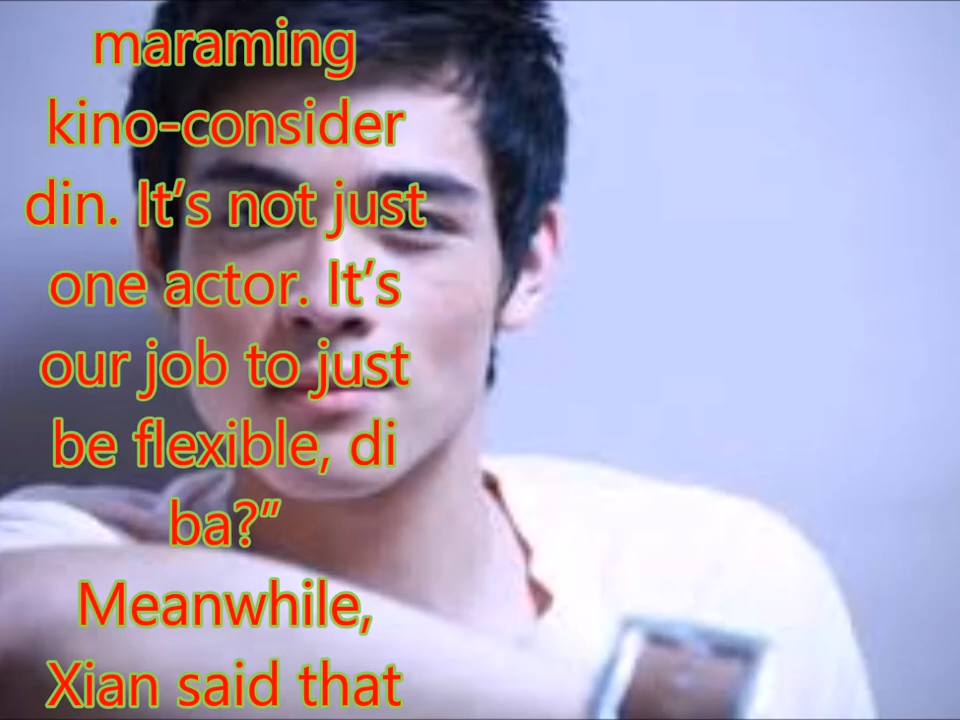 maraming
kino-consider
din. It’s not just
one actor. It’s
our job to just
be flexible, di
ba?”
Meanwhile,
Xian said that